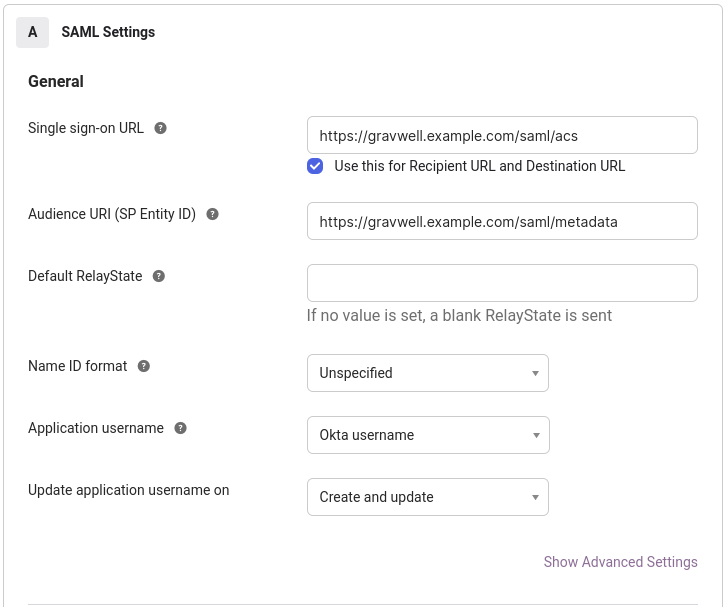 A SAML Settings
General
Single sign-on URL ?
https://gravwell.example.com/saml/acs
Use this for Recipient URL and Destination URL
Audience URI (SP Entity ID) ?
https://gravwell.example.com/saml/metadata
Default RelayState ?
If no value is set, a blank RelayState is sent
Name ID format ?
Unspecified
Application username ?
Okta username
Update application username on
Create and update
Show Advanced Settings